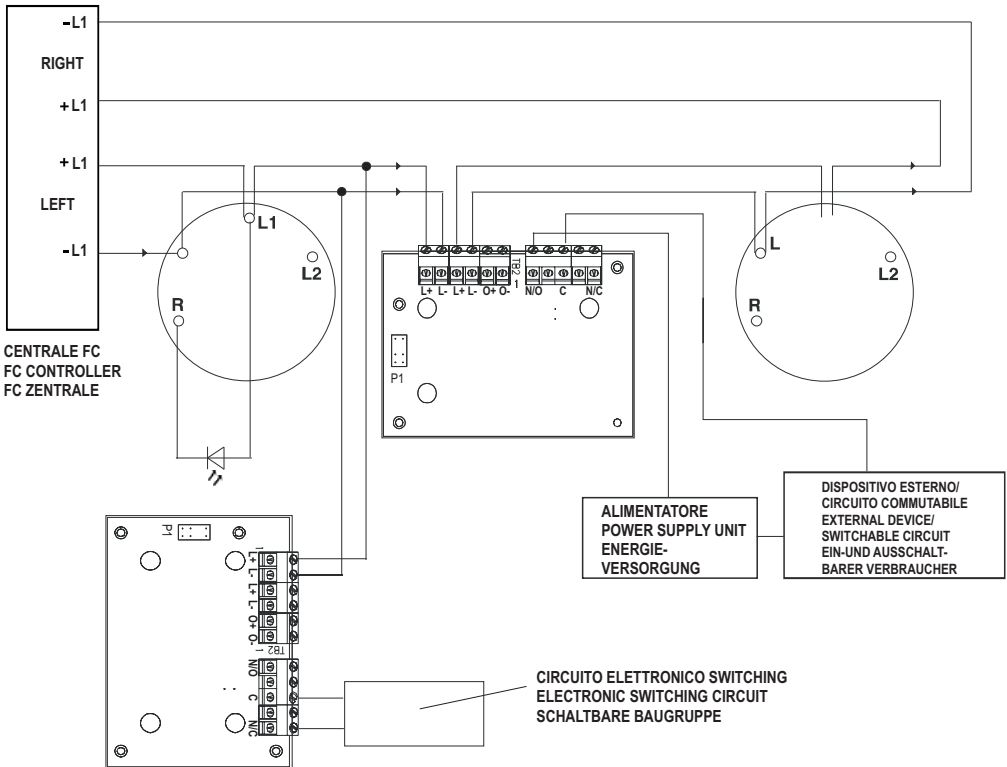 -L1
RIGHT
+L1
+L1
LEFT
-L1
CENTRALE FC
FC CONTROLLER
FC ZENTRALE
L1
L2
R
L+ L- L+ L- O+ O-
TB2
1
N/O C N/C
P1
L
L2
R
ALIMENTATORE
POWER SUPPLY UNIT
ENERGIE-
VERSORGUNG
DISPOSITIVO ESTERNO/
CIRCUITO COMMUTABILE
EXTERNAL DEVICE/
SWITCHABLE CIRCUIT
EIN-UND AUSSCHALT-
BARER VERBRAUCHER
P1
1
L+
L-
L+
L-
O+
O-
TB2 1
N/O
C
N/C
CIRCUITO ELETTRONICO SWITCHING
ELECTRONIC SWITCHING CIRCUIT
SCHALTBARE BAUGRUPPE